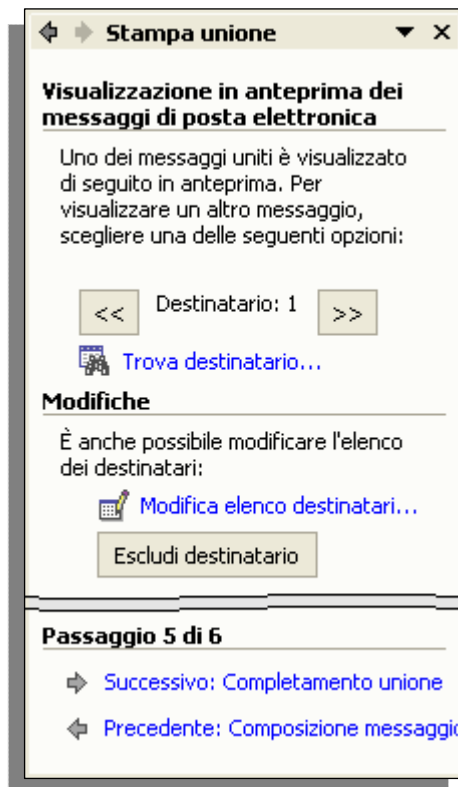 Stampa unione
Visualizzazione in anteprima dei
messaggi di posta elettronica
Uno dei messaggi uniti è visualizzato
di seguito in anteprima. Per
visualizzare un altro messaggio,
scegliere una delle seguenti opzioni:
<< Destinatario: 1 >>
Trova destinatario...
Modifiche
È anche possibile modificare l'elenco
dei destinatari:
Modifica elenco destinatari...
Escludi destinatario
Passaggio 5 di 6
Successivo: Completamento unione
Precedente: Composizione messaggio